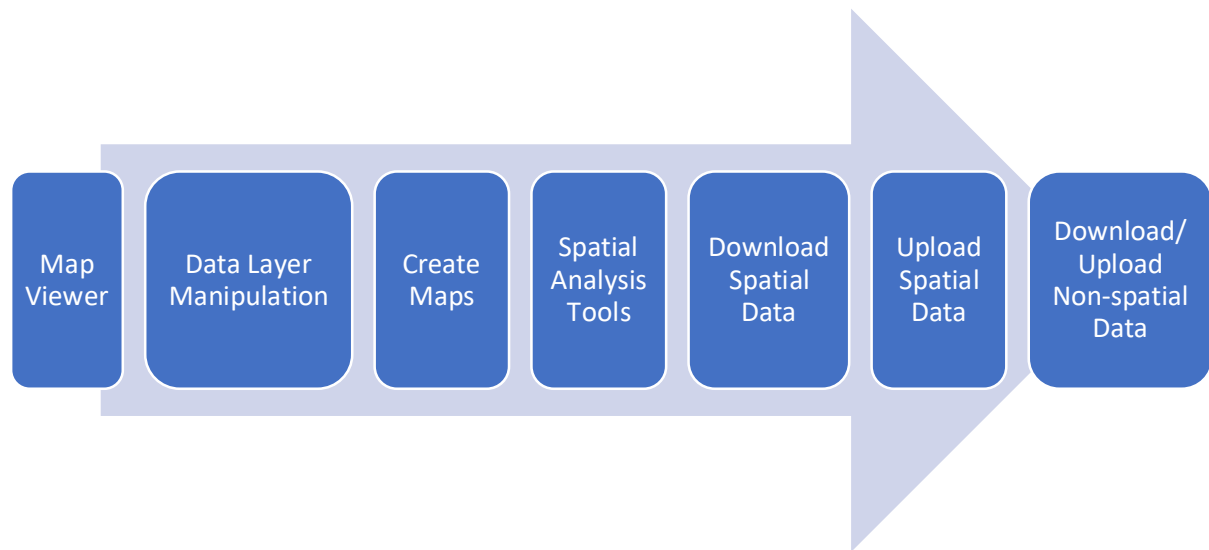 Map
Viewer
Data Layer
Manipulation
Create
Maps
Spatial
Analysis
Tools
Download
Spatial
Data
Upload
Spatial
Data
Download/
Upload
Non-spatial
Data